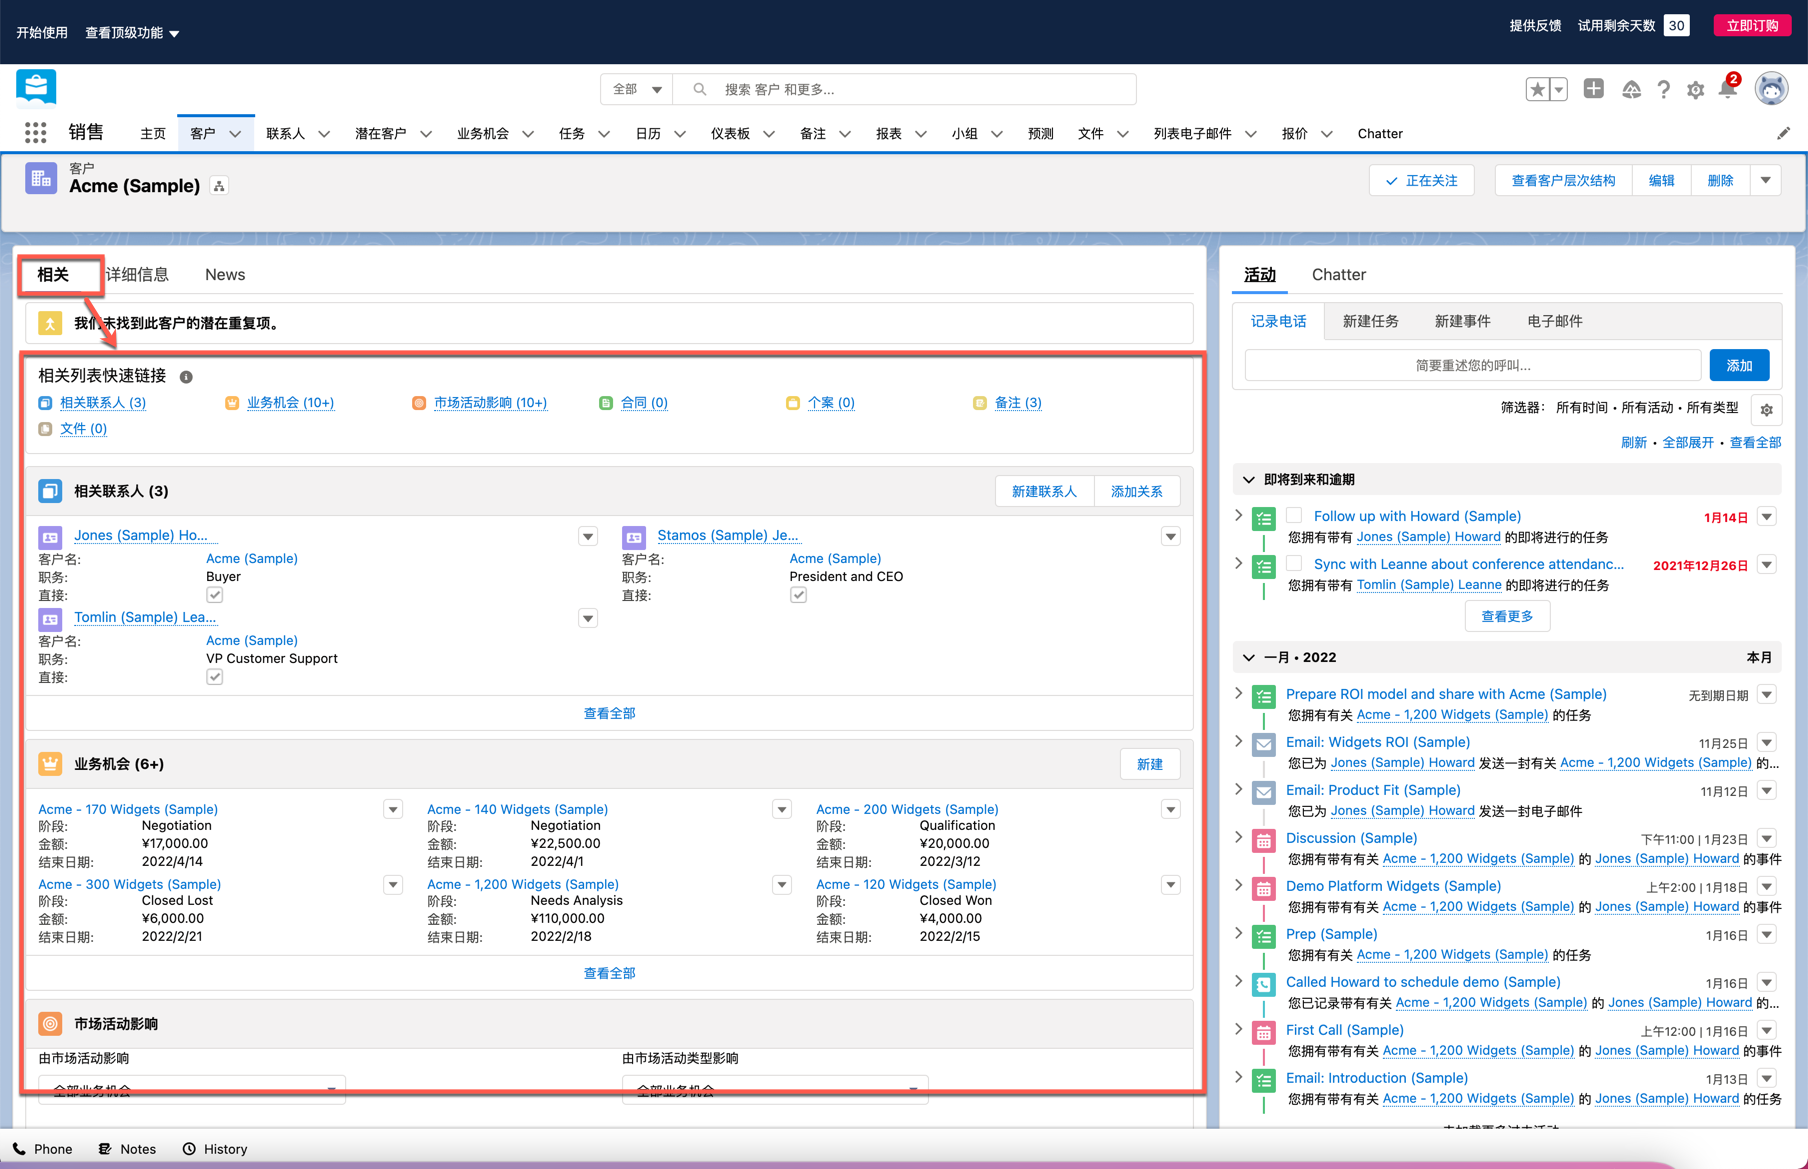 开始使用 查看顶级功能
提供反馈 试用剩余天数 30 立即订购
全部 搜索 客户 和更多...
2
销售 主页 客户 联系人 潜在客户 业务机会 任务 日历 仪表板 备注 报表 小组 预测 文件 列表电子邮件 报价 Chatter
客户
Acme (Sample)
正在关注 查看客户层次结构 编辑 删除
相关 详细信息 News
我们未找到此客户的潜在重复项。
相关列表快速链接
相关联系人 (3) 业务机会 (10+) 市场活动影响 (10+) 合同 (0) 个案 (0) 备注 (3)
文件 (0)
相关联系人 (3) 新建联系人 添加关系
Jones (Sample) Ho...
客户名: Acme (Sample)
职务: Buyer
直接:
Stamos (Sample) Je...
客户名: Acme (Sample)
职务: President and CEO
直接:
Tomlin (Sample) Lea...
客户名: Acme (Sample)
职务: VP Customer Support
直接:
查看全部
业务机会 (6+) 新建
Acme - 170 Widgets (Sample)
阶段: Negotiation
金额: ¥17,000.00
结束日期: 2022/4/14
Acme - 140 Widgets (Sample)
阶段: Negotiation
金额: ¥22,500.00
结束日期: 2022/4/1
Acme - 200 Widgets (Sample)
阶段: Qualification
金额: ¥20,000.00
结束日期: 2022/3/12
Acme - 300 Widgets (Sample)
阶段: Closed Lost
金额: ¥6,000.00
结束日期: 2022/2/21
Acme - 1,200 Widgets (Sample)
阶段: Needs Analysis
金额: ¥110,000.00
结束日期: 2022/2/18
Acme - 120 Widgets (Sample)
阶段: Closed Won
金额: ¥4,000.00
结束日期: 2022/2/15
查看全部
市场活动影响
由市场活动影响 由市场活动类型影响
全部业务机会 全部业务机会
活动 Chatter
记录电话 新建任务 新建事件 电子邮件
简要重述您的呼叫... 添加
筛选器: 所有时间 • 所有活动 • 所有类型
刷新 • 全部展开 • 查看全部
即将到来和逾期
Follow up with Howard (Sample) 1月14日
您拥有带有 Jones (Sample) Howard 的即将进行的任务
Sync with Leanne about conference attendanc... 2021年12月26日
您拥有带有 Tomlin (Sample) Leanne 的即将进行的任务
查看更多
一月 • 2022 本月
Prepare ROI model and share with Acme (Sample) 无到期日期
您拥有有关 Acme - 1,200 Widgets (Sample) 的任务
Email: Widgets ROI (Sample) 11月25日
您已为 Jones (Sample) Howard 发送一封有关 Acme - 1,200 Widgets (Sample) 的...
Email: Product Fit (Sample) 11月12日
您已为 Jones (Sample) Howard 发送一封电子邮件
Discussion (Sample) 下午11:00 | 1月23日
您拥有带有有关 Acme - 1,200 Widgets (Sample) 的 Jones (Sample) Howard 的事件
Demo Platform Widgets (Sample) 上午2:00 | 1月18日
您拥有带有有关 Acme - 1,200 Widgets (Sample) 的 Jones (Sample) Howard 的事件
Prep (Sample) 1月16日
您拥有有关 Acme - 1,200 Widgets (Sample) 的任务
Called Howard to schedule demo (Sample) 1月16日
您已记录带有有关 Acme - 1,200 Widgets (Sample) 的 Jones (Sample) Howard 的...
First Call (Sample) 上午12:00 | 1月16日
您拥有带有有关 Acme - 1,200 Widgets (Sample) 的 Jones (Sample) Howard 的事件
Email: Introduction (Sample) 1月13日
您拥有带有有关 Acme - 1,200 Widgets (Sample) 的 Jones (Sample) Howard 的任务
Phone Notes History